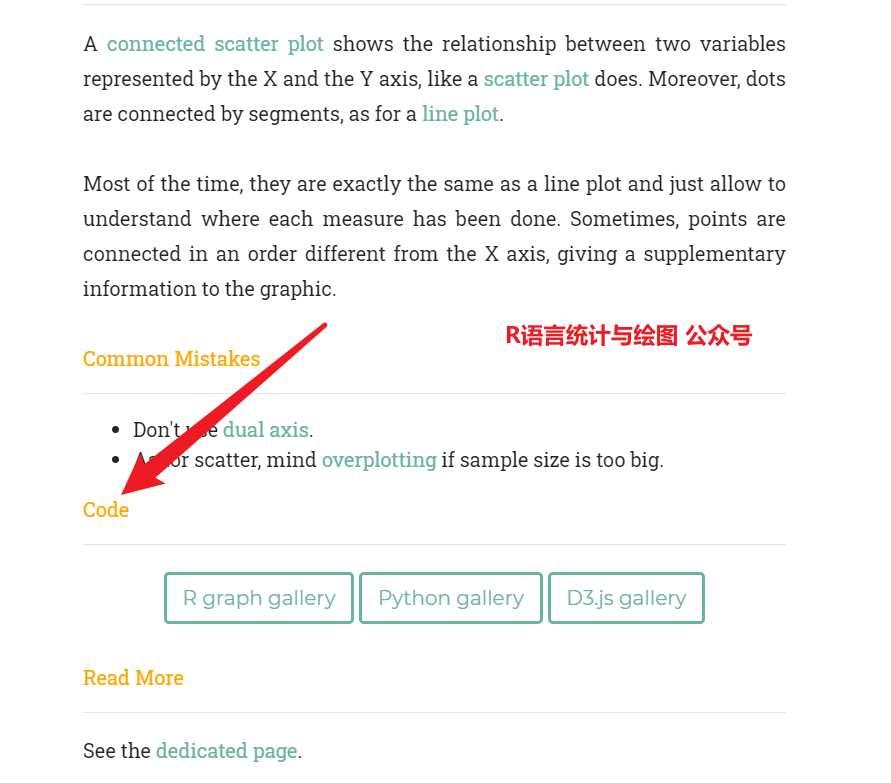 A connected scatter plot shows the relationship between two variables
represented by the X and the Y axis, like a scatter plot does. Moreover, dots
are connected by segments, as for a line plot.
Most of the time, they are exactly the same as a line plot and just allow to
understand where each measure has been done. Sometimes, points are
connected in an order different from the X axis, giving a supplementary
information to the graphic.
R语言统计与绘图 公众号
Common Mistakes
Don't use dual axis.
As for scatter, mind overplotting if sample size is too big.
Code
R graph gallery
Python gallery
D3.js gallery
Read More
See the dedicated page.